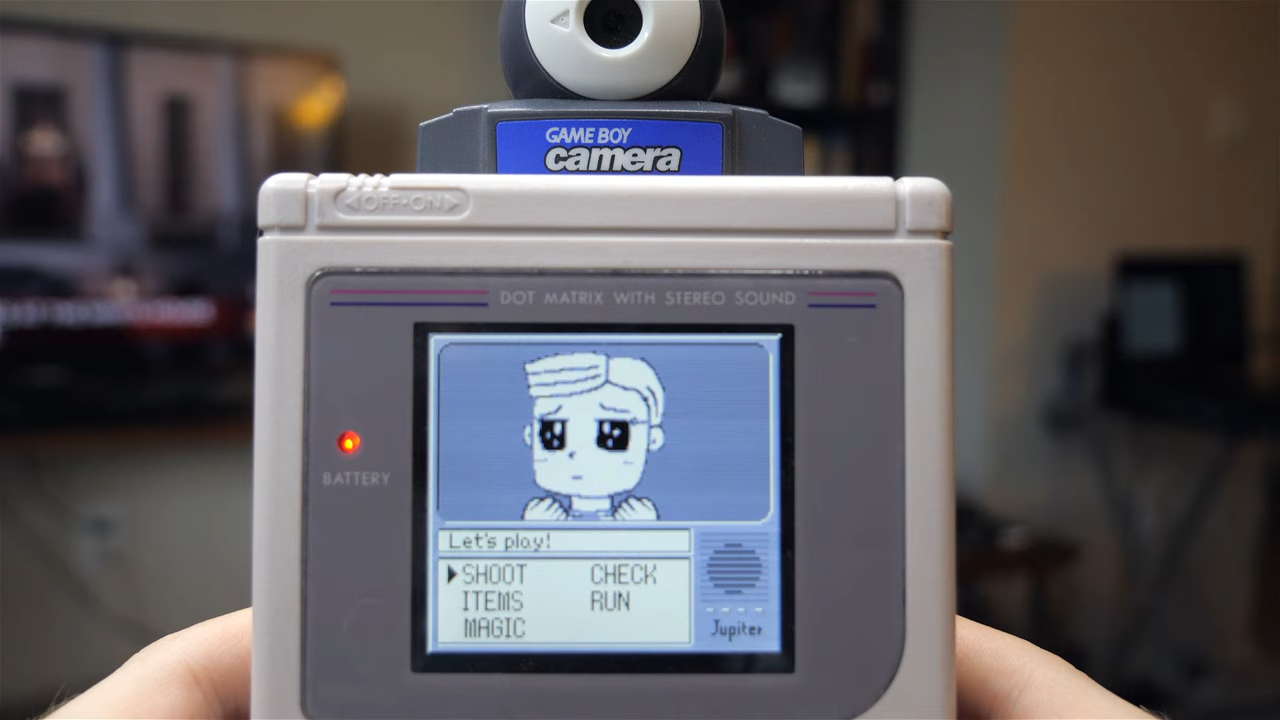 GAME BOY
camera
OFF•ON
DOT MATRIX WITH STEREO SOUND
BATTERY
Let's play!
SHOOT CHECK
ITEMS RUN
MAGIC
Jupiter